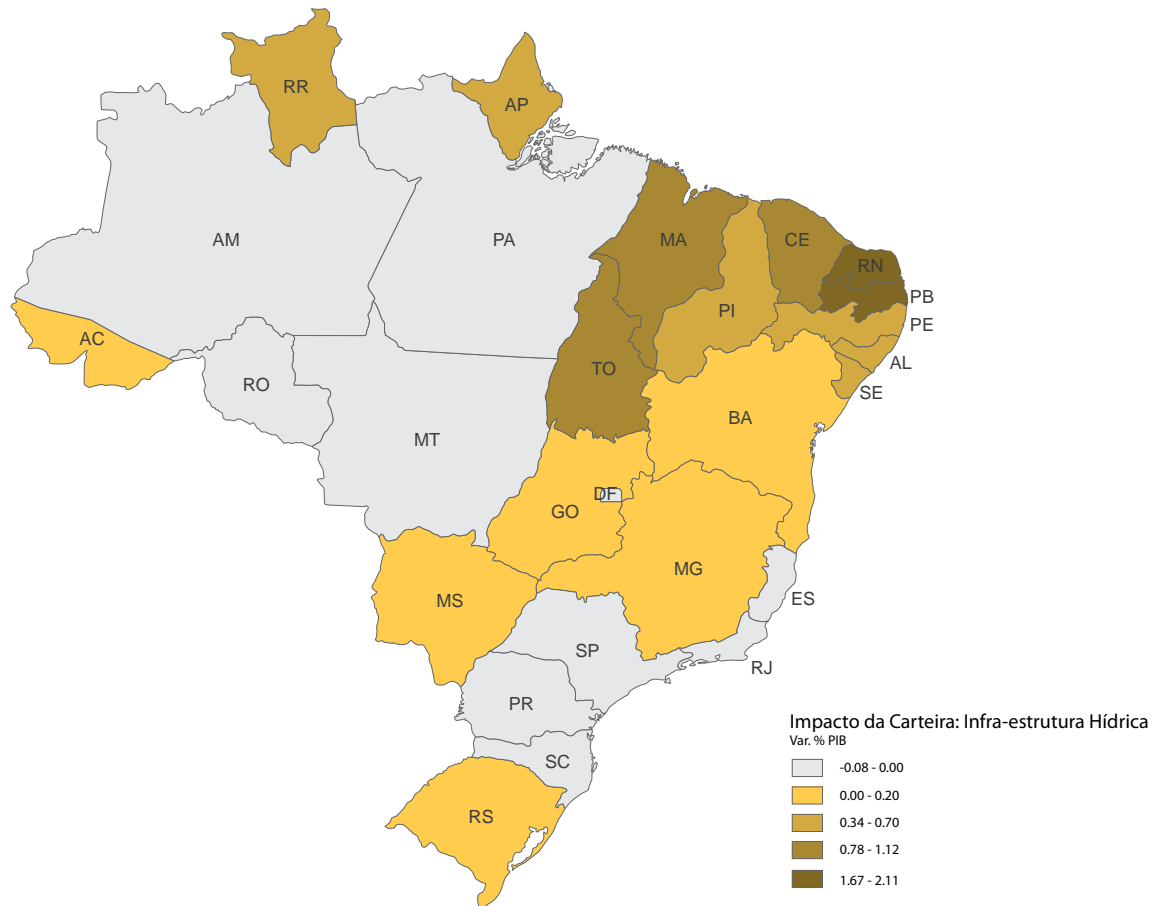 RR
AP
AM
PA
MA
CE
RN
PB
PI
PE
AC
AL
TO
RO
SE
BA
MT
DF
GO
MG
MS
ES
SP
RJ
PR
SC
RS
Impacto da Carteira: Infra-estrutura Hídrica
Var. % PIB
-0.08 - 0.00
0.00 - 0.20
0.34 - 0.70
0.78 - 1.12
1.67 - 2.11